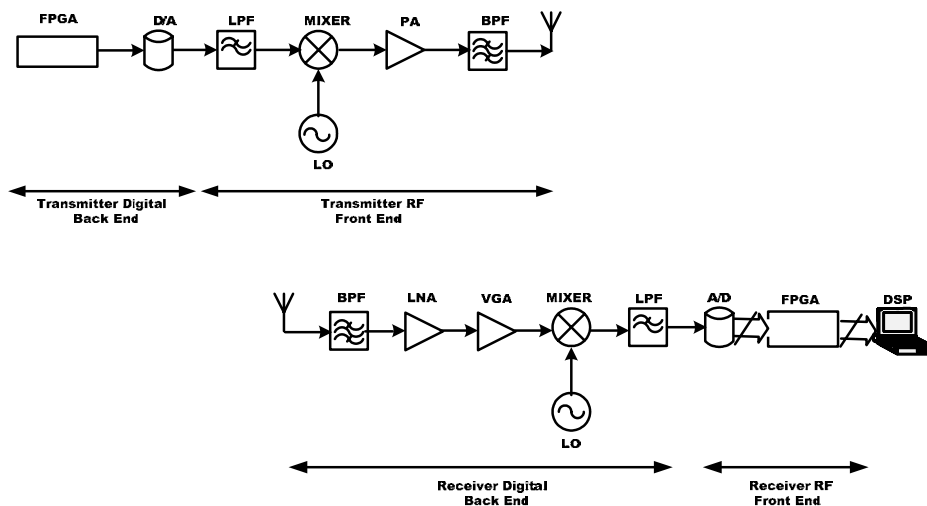 FPGA D/A LPF MIXER PA BPF
LO
Transmitter Digital
Back End
Transmitter RF
Front End
BPF LNA VGA MIXER LPF A/D FPGA DSP
LO
Receiver Digital
Back End
Receiver RF
Front End